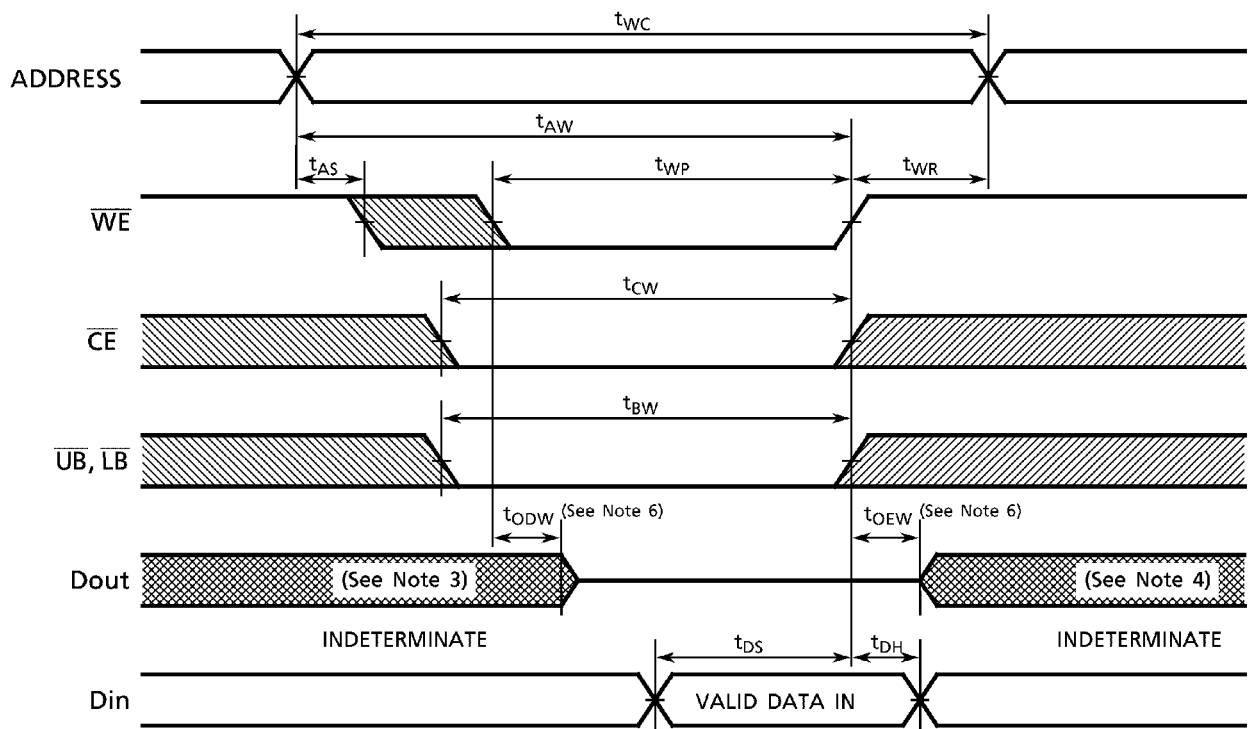 tWC
ADDRESS
tAW
tAS tWP tWR
WE
tCW
CE
tBW
UB, LB
tODW (See Note 6) tOEW (See Note 6)
Dout (See Note 3) (See Note 4)
INDETERMINATE INDETERMINATE
tDS tDH
Din VALID DATA IN